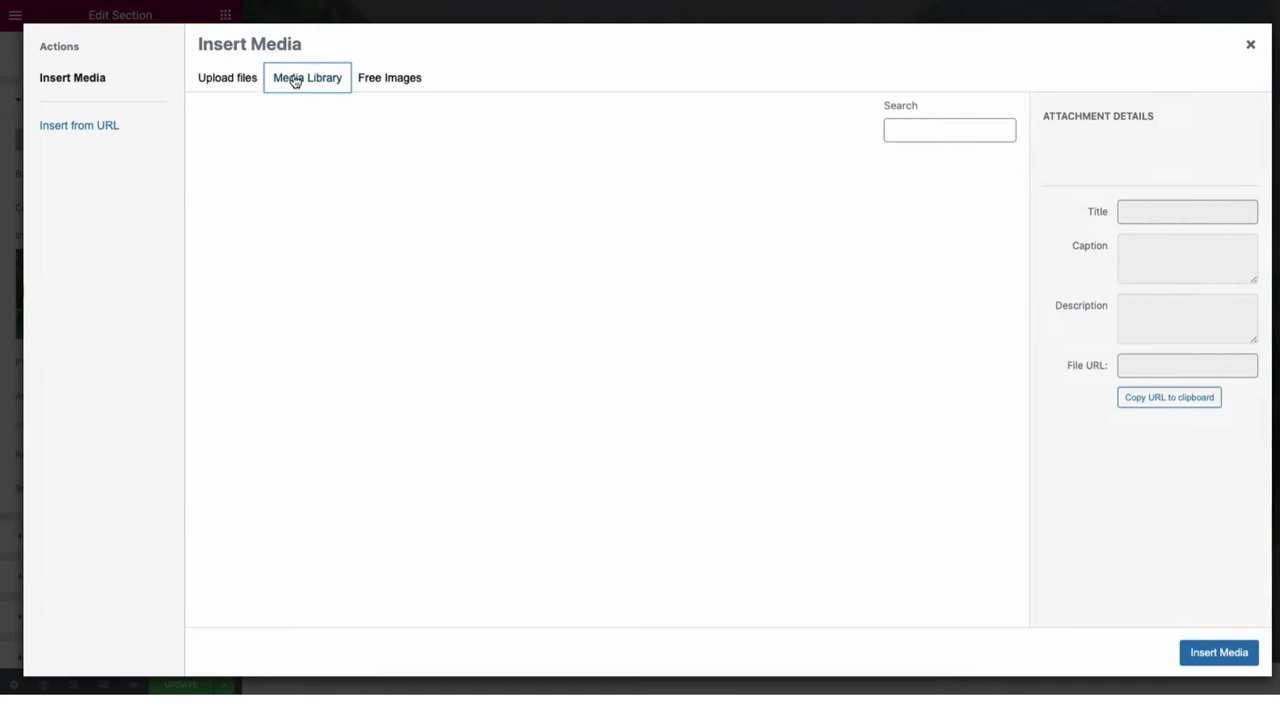 Edit Section
Actions
Insert Media
Insert from URL
Insert Media
Upload files
Media Library
Free Images
Search
ATTACHMENT DETAILS
Title
Caption
Description
File URL:
Copy URL to clipboard
Insert Media
UPDATE